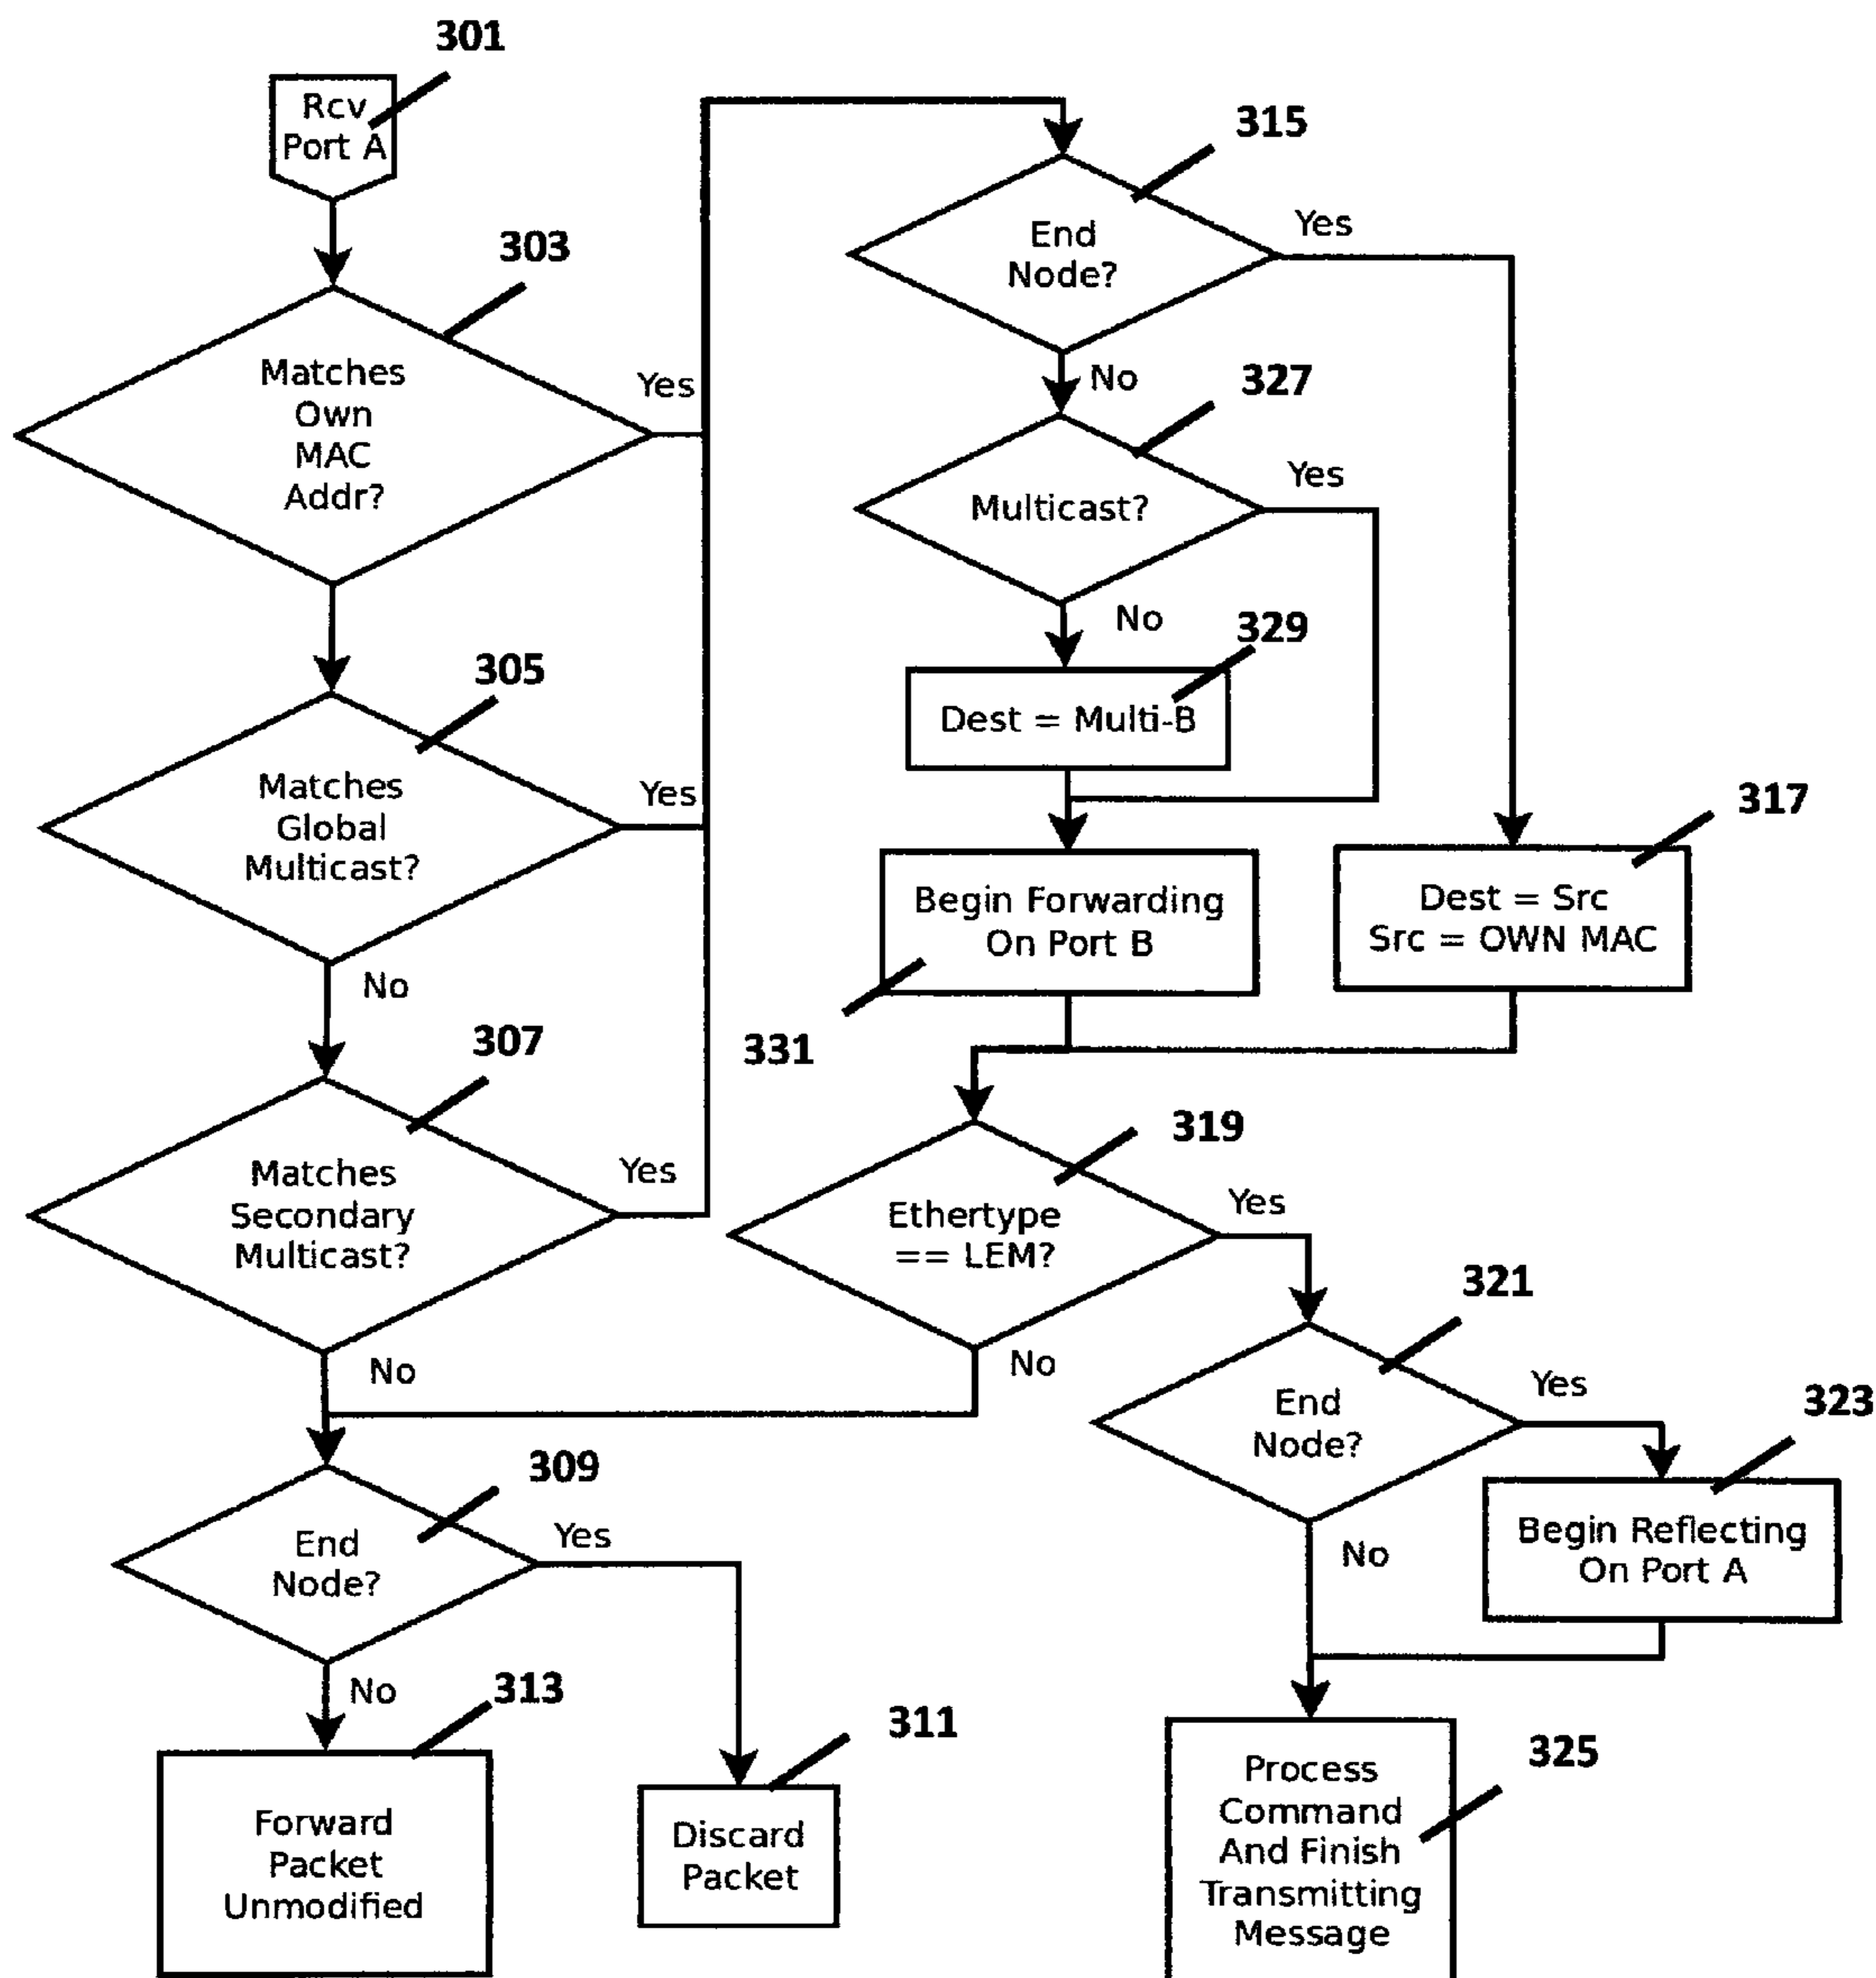 301
Rcv
Port A
303
Matches
Own
MAC
Addr?
Yes
305
Matches
Global
Multicast?
Yes
No
307
Matches
Secondary
Multicast?
Yes
No
309
End
Node?
Yes
No
313
Forward
Packet
Unmodified
311
Discard
Packet
315
End
Node?
Yes
No
327
Multicast?
Yes
No
329
Dest = Multi-B
Begin Forwarding
On Port B
331
317
Dest = Src
Src = OWN MAC
319
Ethertype
== LEM?
Yes
No
321
End
Node?
Yes
No
323
Begin Reflecting
On Port A
325
Process
Command
And Finish
Transmitting
Message